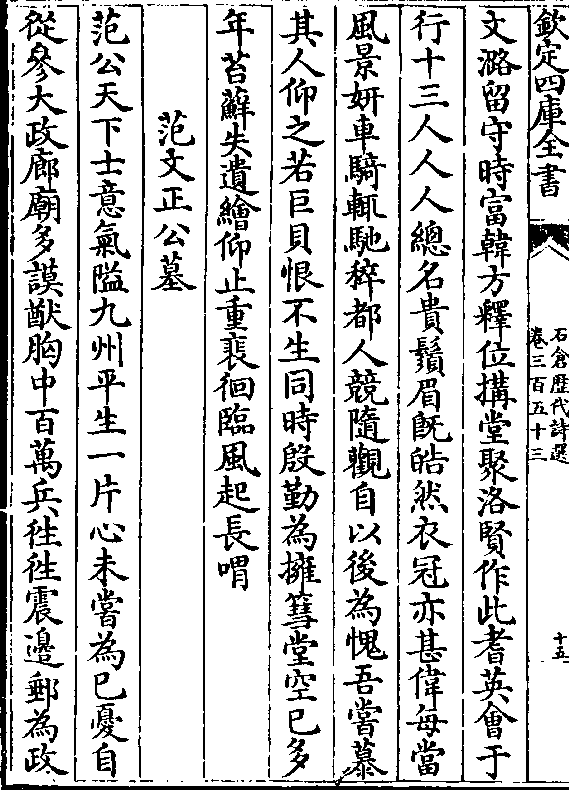 欽定四庫全書
石倉歷代詩選
卷三百五十三
十五
文潞留守時富韓方釋位搆堂聚洛賢作此耆英會于
行十三人人人總名貴鬚眉旣皓然衣冠亦甚偉每當
風景妍車騎輒馳稡都人競隨觀自以後為愧吾嘗慕
其人仰之若巨貝恨不生同時殷勤為擁篲堂空已多
年苔蘚失遺繪仰止重裴徊臨風起長喟
范文正公墓
范公天下士意氣隘九州平生一片心未嘗為已憂自
從參大政廊廟多謨猷胸中百萬兵徃徃震邊郵為政